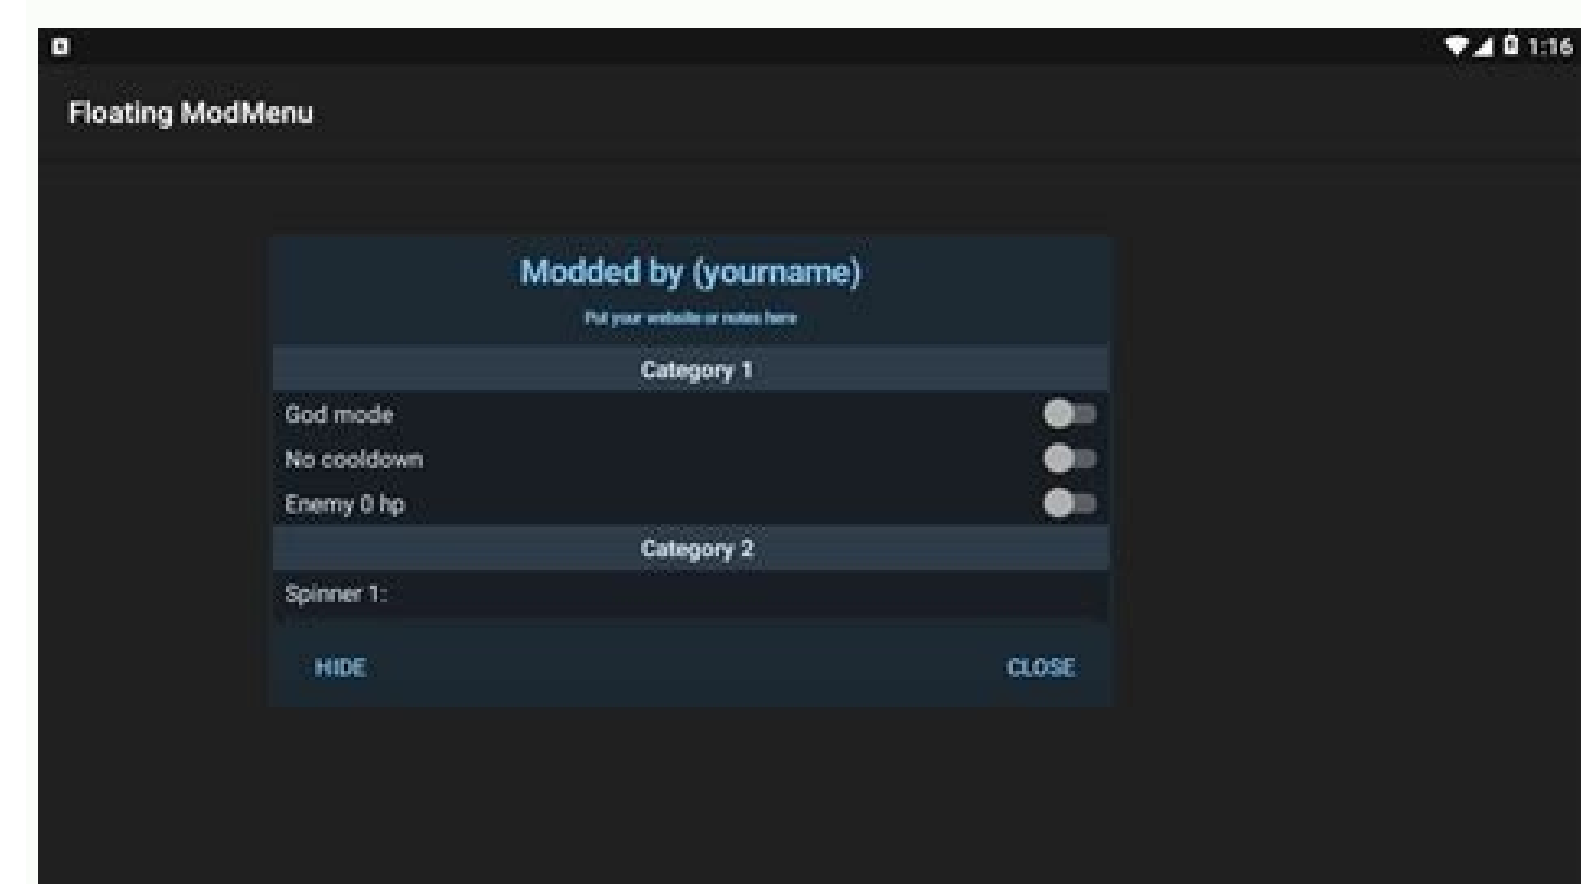 1:16
Floating ModMenu
Modded by (yourname)
Put your website or notes here
Category 1
God mode
No cooldown
Enemy 0 hp
Category 2
Spinner 1:
HIDE
CLOSE